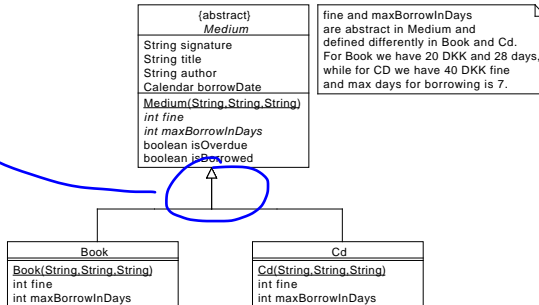 {abstract}
Medium
String signature
String title
String author
Calendar borrowDate
Medium(String,String,String)
int fine
int maxBorrowInDays
boolean isOverdue
boolean isBorrowed
fine and maxBorrowInDays
are abstract in Medium and
defined differently in Book and Cd.
For Book we have 20 DKK and 28 days,
while for CD we have 40 DKK fine
and max days for borrowing is 7.
Book
Book(String,String,String)
int fine
int maxBorrowInDays
Cd
Cd(String,String,String)
int fine
int maxBorrowInDays